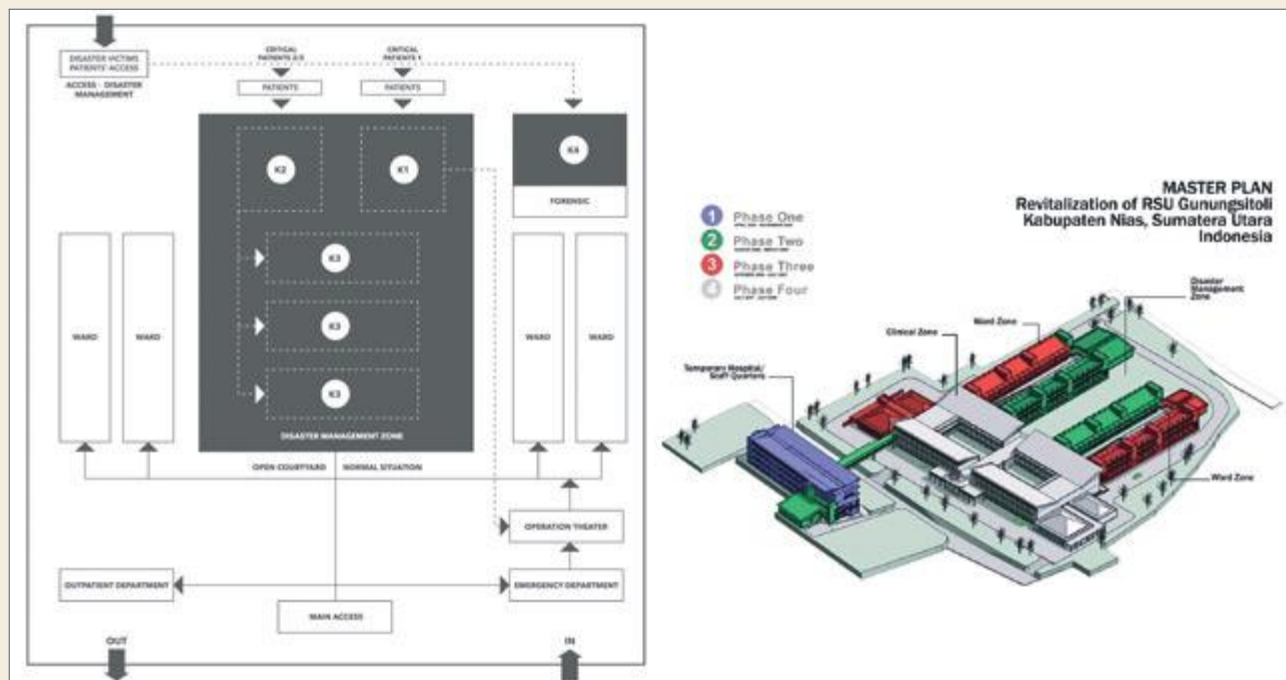 DISASTER VICTIMS
PATIENTS' ACCESS
ACCESS - DISASTER
MANAGEMENT
CRITICAL
PATIENTS 2/3
CRITICAL
PATIENTS 1
PATIENTS
PATIENTS
K2
K1
FORENSIC
K3
K3
K3
WARD
WARD
WARD
WARD
DISASTER MANAGEMENT ZONE
OPEN COURTYARD
NORMAL SITUATION
OPERATION THEATER
OUTPATIENT DEPARTMENT
EMERGENCY DEPARTMENT
MAIN ACCESS
OUT
IN
MASTER PLAN
Revitalization of RSU Gunungsitoli
Kabupaten Nias, Sumatera Utara
Indonesia
1 Phase One
2 Phase Two
3 Phase Three
4 Phase Four
Disaster
Management
Zone
Ward Zone
Clinical Zone
Temporary Hospital/
Staff Quarters
Ward Zone